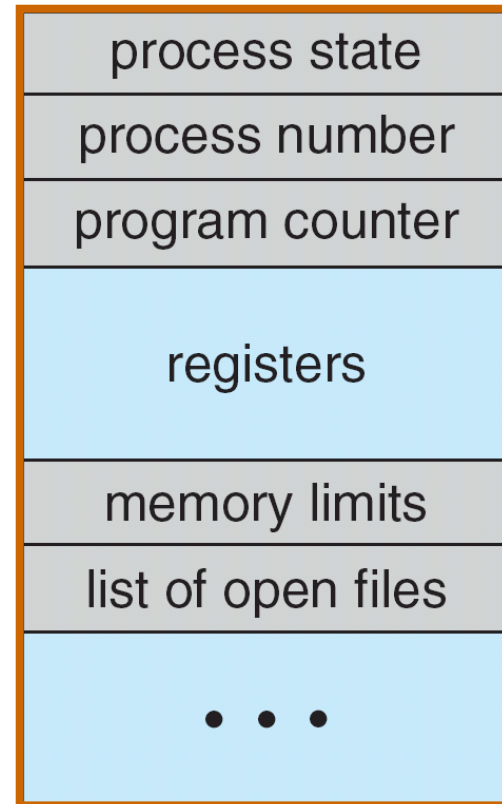 process state
process number
program counter
registers
memory limits
list of open files
• • •